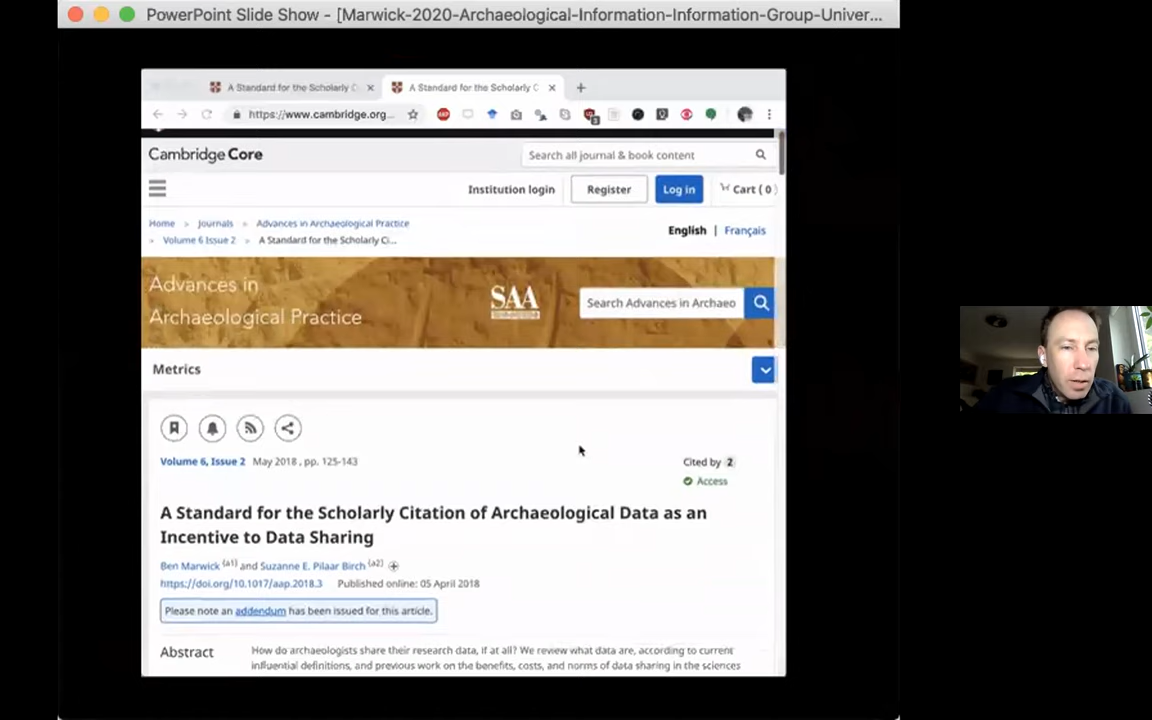 PowerPoint Slide Show - [Marwick-2020-Archaeological-Information-Information-Group-Univer...
A Standard for the Scholarly C
A Standard for the Scholarly C
https://www.cambridge.org...
Cambridge Core
Search all journal & book content
Institution login
Register
Log in
Cart ( 0 )
Home > Journals > Advances in Archaeological Practice
> Volume 6 Issue 2 > A Standard for the Scholarly Ci...
English | Français
Advances in
Archaeological Practice
SAA
Search Advances in Archaeo
Metrics
Volume 6, Issue 2 May 2018 , pp. 125-143
Cited by 2
Access
A Standard for the Scholarly Citation of Archaeological Data as an
Incentive to Data Sharing
Ben Marwick (a1) and Suzanne E. Pilaar Birch (a2)
https://doi.org/10.1017/aap.2018.3 Published online: 05 April 2018
Please note an addendum has been issued for this article.
Abstract
How do archaeologists share their research data, if at all? We review what data are, according to current
influential definitions, and previous work on the benefits, costs, and norms of data sharing in the sciences